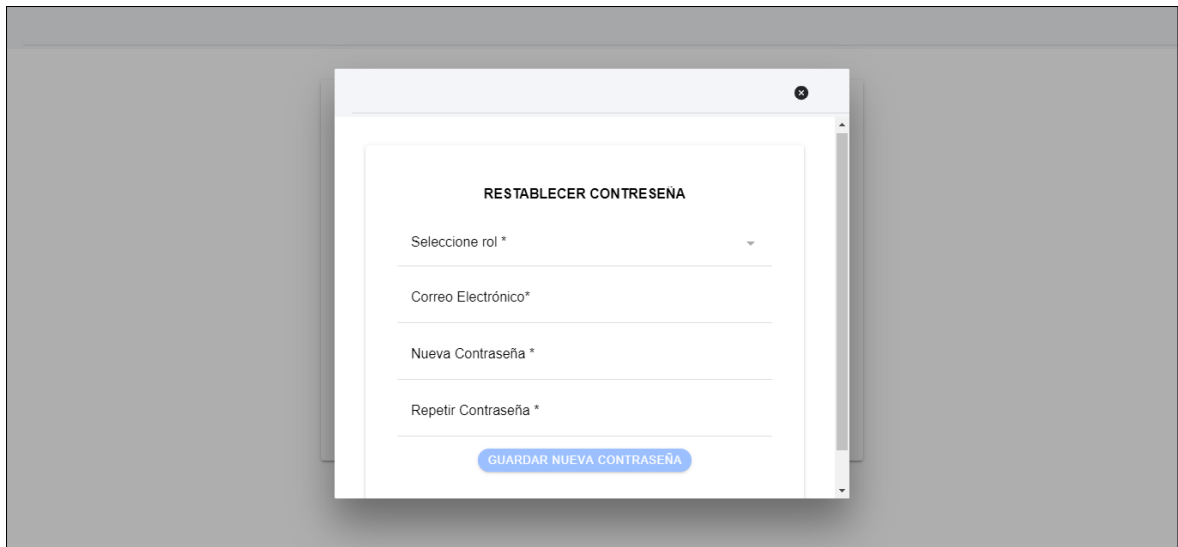 RESTABLECER CONTRESEÑA
Seleccione rol *
Correo Electrónico*
Nueva Contraseña *
Repetir Contraseña *
GUARDAR NUEVA CONTRASEÑA